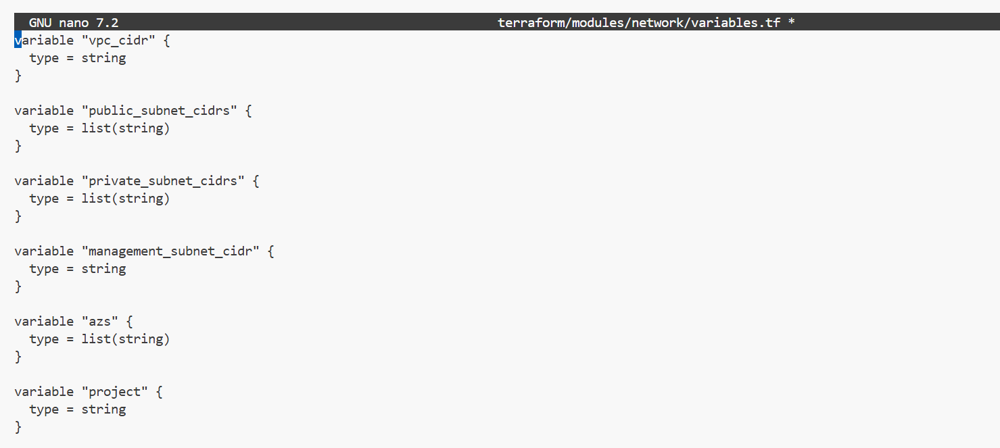 GNU nano 7.2 terraform/modules/network/variables.tf *
variable "vpc_cidr" {
  type = string
}

variable "public_subnet_cidrs" {
  type = list(string)
}

variable "private_subnet_cidrs" {
  type = list(string)
}

variable "management_subnet_cidr" {
  type = string
}

variable "azs" {
  type = list(string)
}

variable "project" {
  type = string
}